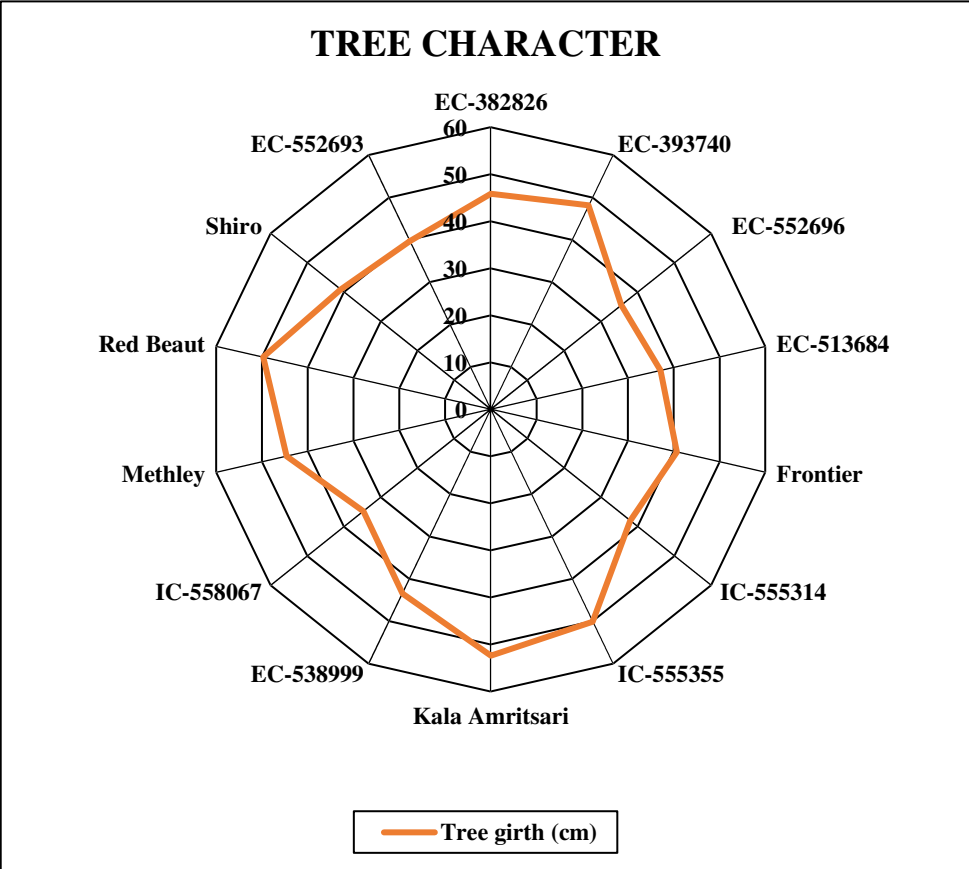 TREE CHARACTER
EC-382826
EC-393740
EC-552696
EC-513684
Frontier
IC-555314
IC-555355
Kala Amritsari
EC-538999
IC-558067
Methley
Red Beaut
Shiro
EC-552693
60
50
40
30
20
10
0
Tree girth (cm)